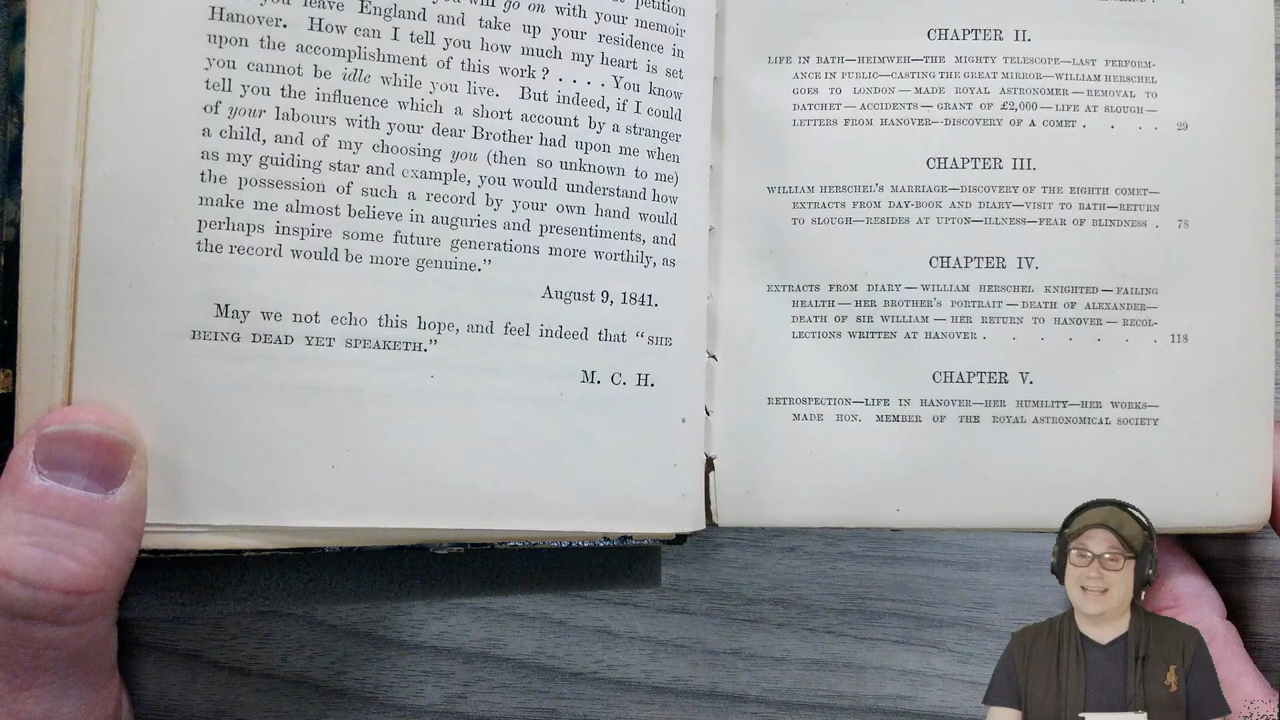 petition
you leave England and take up your residence in
will go on with your memoir
Hanover. How can I tell you how much my heart is set
upon the accomplishment of this work? . . . . You know
you cannot be idle while you live. But indeed, if I could
tell you the influence which a short account by a stranger
of your labours with your dear Brother had upon me when
a child, and of my choosing you (then so unknown to me)
as my guiding star and example, you would understand how
the possession of such a record by your own hand would
make me almost believe in auguries and presentiments, and
perhaps inspire some future generations more worthily, as
the record would be more genuine."
August 9, 1841.
May we not echo this hope, and feel indeed that "SHE
BEING DEAD YET SPEAKETH."
M. C. H.
1
CHAPTER II.
LIFE IN BATH—HEIMWEH—THE MIGHTY TELESCOPE—LAST PERFORM-
ANCE IN PUBLIC—CASTING THE GREAT MIRROR—WILLIAM HERSCHEL
GOES TO LONDON—MADE ROYAL ASTRONOMER—REMOVAL TO
DATCHET—ACCIDENTS—GRANT OF £2,000—LIFE AT SLOUGH—
LETTERS FROM HANOVER—DISCOVERY OF A COMET . . . . 29
CHAPTER III.
WILLIAM HERSCHEL'S MARRIAGE—DISCOVERY OF THE EIGHTH COMET—
EXTRACTS FROM DAY-BOOK AND DIARY—VISIT TO BATH—RETURN
TO SLOUGH—RESIDES AT UPTON—ILLNESS—FEAR OF BLINDNESS . 78
CHAPTER IV.
EXTRACTS FROM DIARY—WILLIAM HERSCHEL KNIGHTED—FAILING
HEALTH—HER BROTHER'S PORTRAIT—DEATH OF ALEXANDER—
DEATH OF SIR WILLIAM—HER RETURN TO HANOVER—RECOL-
LECTIONS WRITTEN AT HANOVER . . . . . . . 118
CHAPTER V.
RETROSPECTION—LIFE IN HANOVER—HER HUMILITY—HER WORKS—
MADE HON. MEMBER OF THE ROYAL ASTRONOMICAL SOCIETY